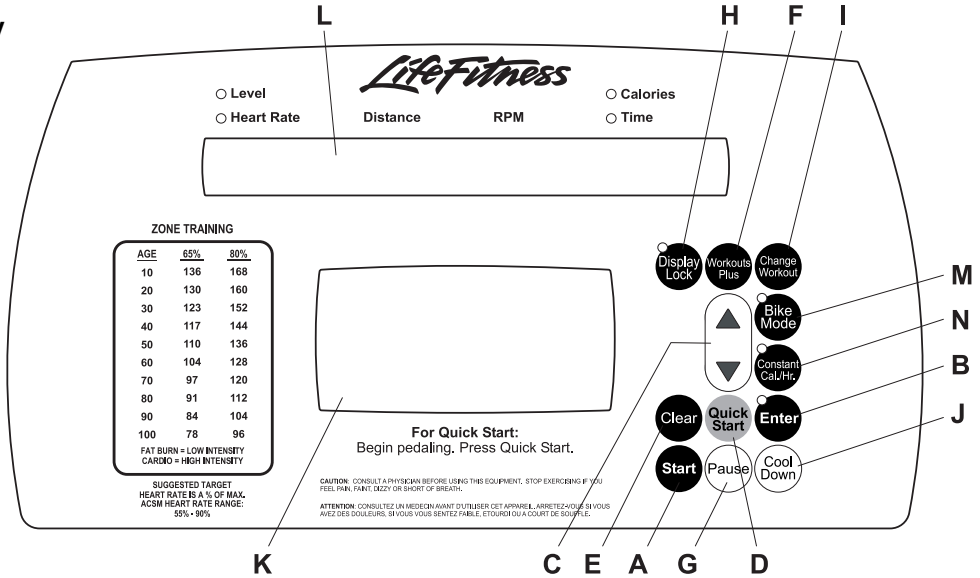 L
H
F
I
LifeFitness
Level
Calories
Heart Rate
Distance
RPM
Time
ZONE TRAINING
AGE 65% 80%
10 136 168
20 130 160
30 123 152
40 117 144
50 110 136
60 104 128
70 97 120
80 91 112
90 84 104
100 78 96
FAT BURN = LOW INTENSITY
CARDIO = HIGH INTENSITY
SUGGESTED TARGET
HEART RATE IS A % OF MAX.
ACSM HEART RATE RANGE:
55% - 90%
Display
Lock
Workouts
Plus
Change
Workout
Bike
Mode
Constant
Cal./Hr.
Clear
Quick
Start
Enter
Start
Pause
Cool
Down
M
N
B
J
For Quick Start:
Begin pedaling. Press Quick Start.
CAUTION: CONSULT A PHYSICIAN BEFORE USING THIS EQUIPMENT. STOP EXERCISING IF YOU
FEEL PAIN, FAINT, DIZZY OR SHORT OF BREATH.
ATTENTION: CONSULTEZ UN MEDECIN AVANT D'UTILISER CET APPAREIL. ARRETEZ-VOUS SI VOUS
AVEZ DES DOULEURS, SI VOUS VOUS SENTEZ FAIBLE, ETOURDI OU A COURT DE SOUFFLE.
K
C
E
A
G
D